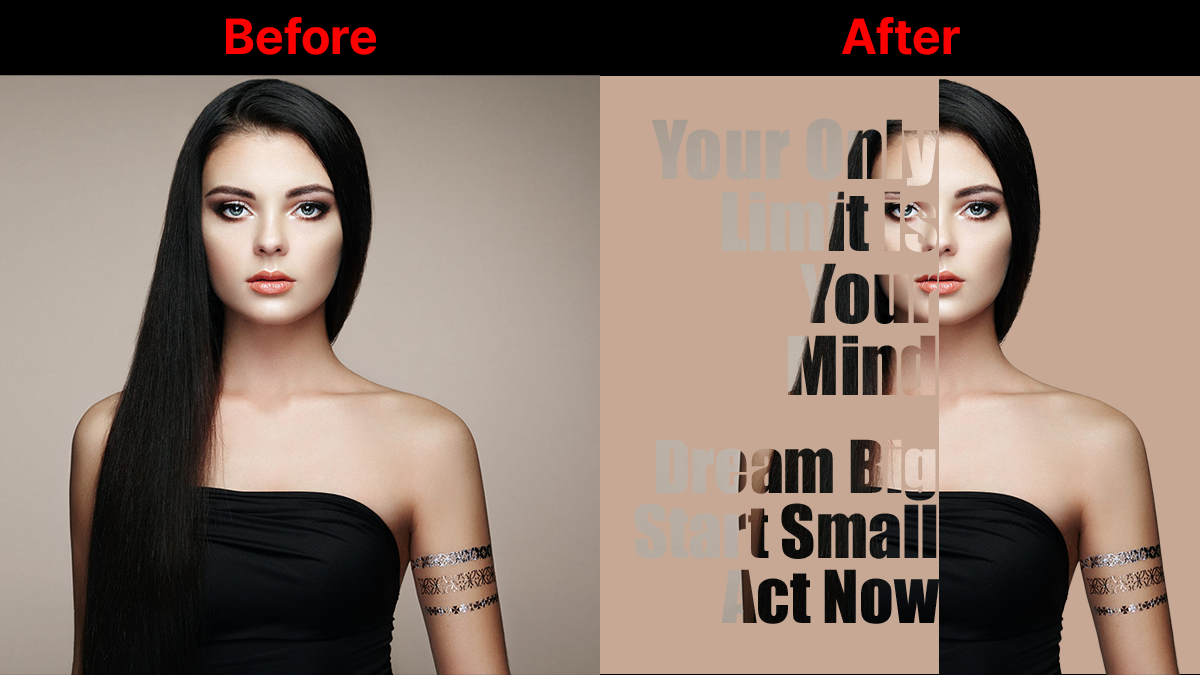 Before
After
Your Only
Limit is
Your
Mind
Dream Big
Start Small
Act Now